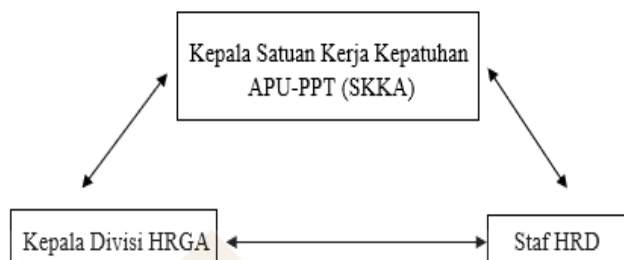 Kepala Satuan Kerja Kepatuhan
APU-PPT (SKKA)
Kepala Divisi HRGA
Staf HRD